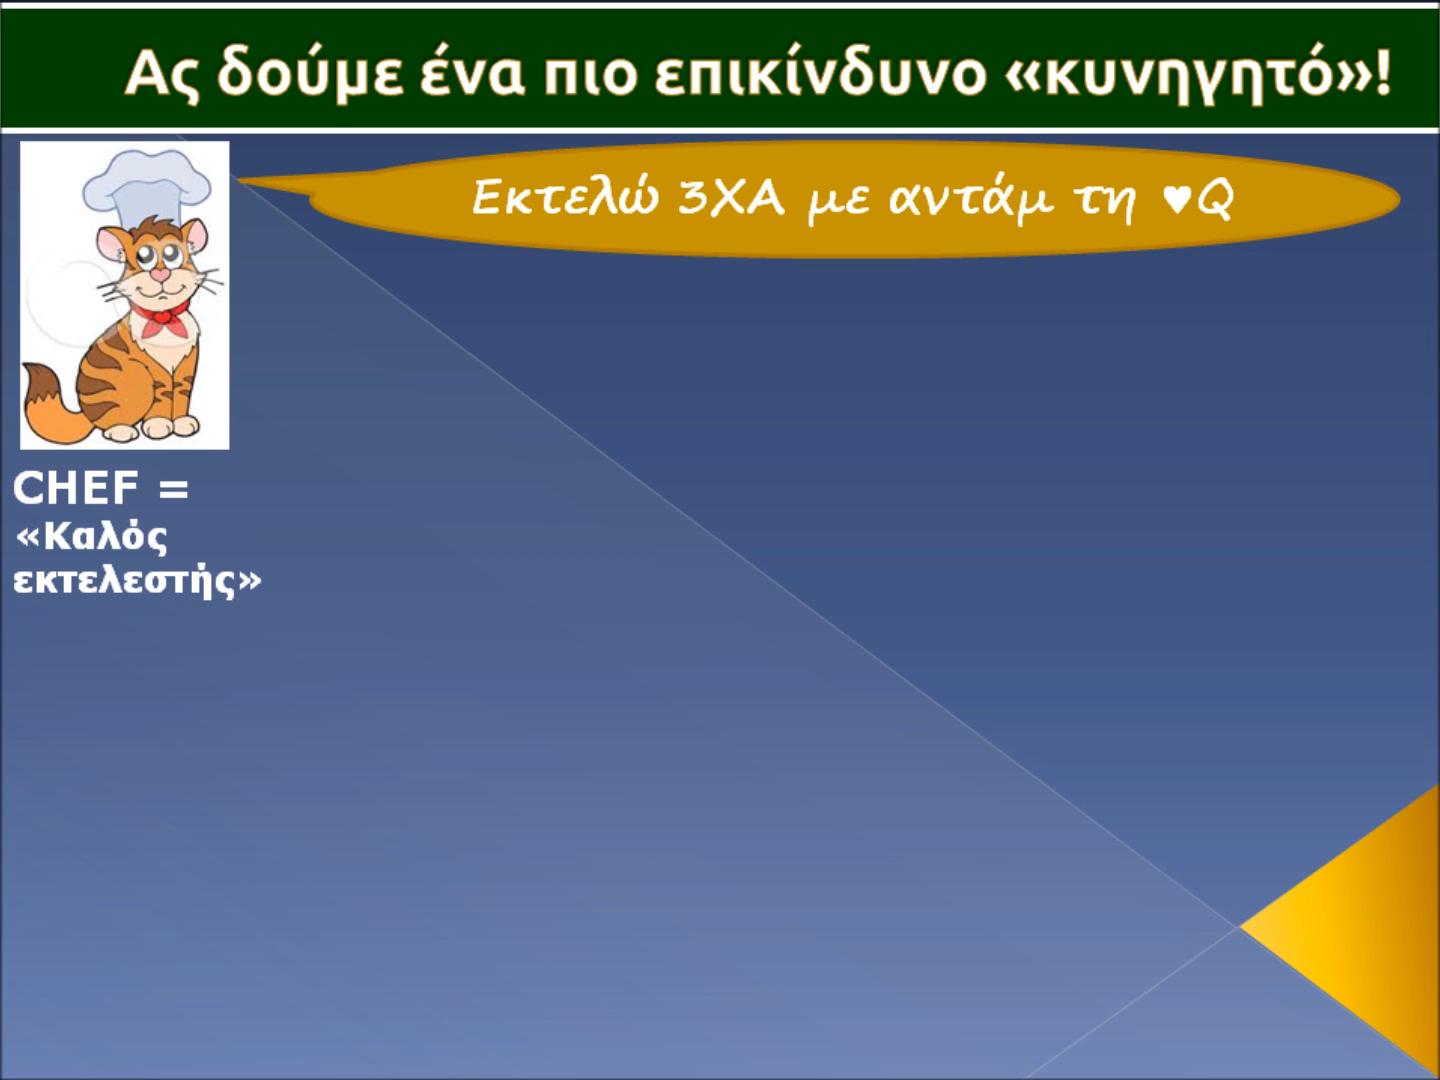 Ας δούμε ένα πιο επικίνδυνο «κυνηγητό»!
Εκτελώ 3ΧΑ με αντάμ τη ♥Q
CHEF =
«Καλός
εκτελεστής»